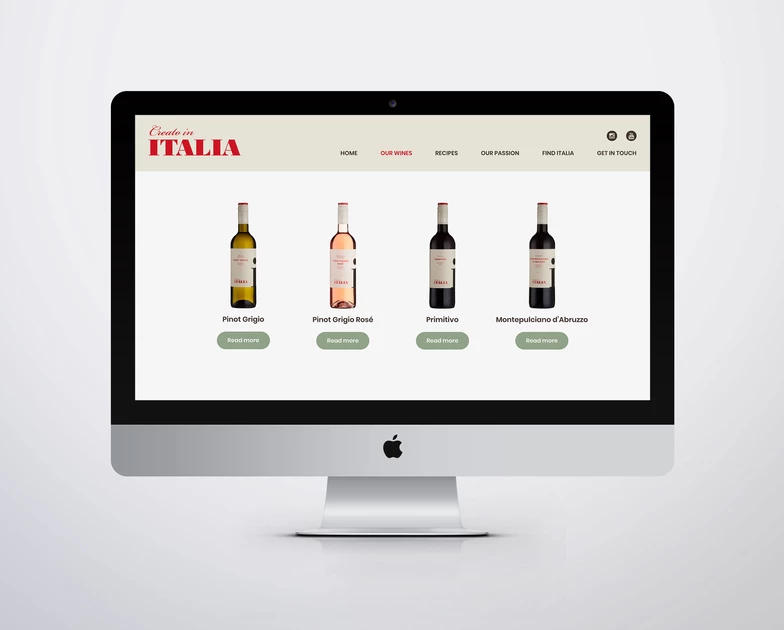 Creato in
ITALIA
HOME OUR WINES RECIPES OUR PASSION FIND ITALIA GET IN TOUCH
Pinot Grigio Pinot Grigio Rosé Primitivo Montepulciano d'Abruzzo
Read more Read more Read more Read more